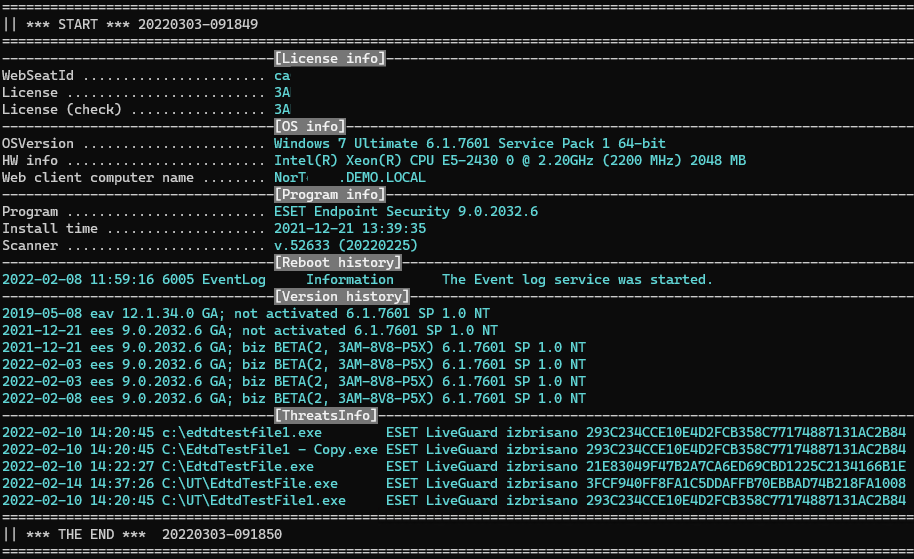 ================================================================================
|| *** START *** 20220303-091849
================================================================================
----------------------------------[License info]----------------------------------
WebSeatId ....................... ca
License ......................... 3A
License (check) ................. 3A
----------------------------------[OS info]----------------------------------
OSVersion ....................... Windows 7 Ultimate 6.1.7601 Service Pack 1 64-bit
HW info ......................... Intel(R) Xeon(R) CPU E5-2430 0 @ 2.20GHz (2200 MHz) 2048 MB
Web client computer name ........ NorT .DEMO.LOCAL
----------------------------------[Program info]----------------------------------
Program ......................... ESET Endpoint Security 9.0.2032.6
Install time .................... 2021-12-21 13:39:35
Scanner ......................... v.52633 (20220225)
----------------------------------[Reboot history]----------------------------------
2022-02-08 11:59:16 6005 EventLog     Information      The Event log service was started.
----------------------------------[Version history]----------------------------------
2019-05-08 eav 12.1.34.0 GA; not activated 6.1.7601 SP 1.0 NT
2021-12-21 ees 9.0.2032.6 GA; not activated 6.1.7601 SP 1.0 NT
2021-12-21 ees 9.0.2032.6 GA; biz BETA(2, 3AM-8V8-P5X) 6.1.7601 SP 1.0 NT
2022-02-03 ees 9.0.2032.6 GA; biz BETA(2, 3AM-8V8-P5X) 6.1.7601 SP 1.0 NT
2022-02-03 ees 9.0.2032.6 GA; biz BETA(2, 3AM-8V8-P5X) 6.1.7601 SP 1.0 NT
2022-02-08 ees 9.0.2032.6 GA; biz BETA(2, 3AM-8V8-P5X) 6.1.7601 SP 1.0 NT
----------------------------------[ThreatsInfo]----------------------------------
2022-02-10 14:20:45 c:\edtdtestfile1.exe        ESET LiveGuard izbrisano 293C234CCE10E4D2FCB358C77174887131AC2B84
2022-02-10 14:20:45 C:\EdtdTestFile1 - Copy.exe ESET LiveGuard izbrisano 293C234CCE10E4D2FCB358C77174887131AC2B84
2022-02-10 14:22:27 C:\EdtdTestFile.exe         ESET LiveGuard izbrisano 21E83049F47B2A7CA6ED69CBD1225C2134166B1E
2022-02-14 14:37:26 C:\UT\EdtdTestFile.exe      ESET LiveGuard izbrisano 3FCF940FF8FA1C5DDAFFB70EBBAD74B218FA1008
2022-02-10 14:20:45 C:\UT\EdtdTestFile1.exe     ESET LiveGuard izbrisano 293C234CCE10E4D2FCB358C77174887131AC2B84
================================================================================
|| *** THE END ***  20220303-091850
================================================================================